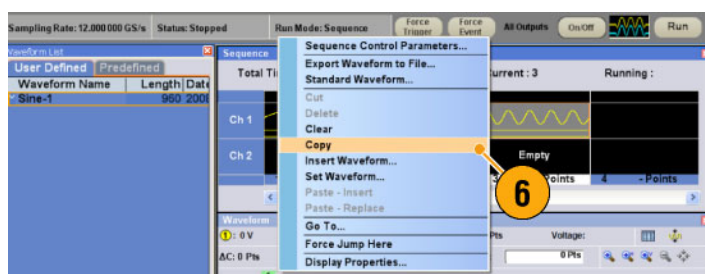 Sampling Rate: 12.000 000 GS/s Status: Stopped Run Mode: Sequence Force Trigger Force Event All Outputs On/Off Run
Waveform List
User Defined Predefined
Waveform Name Length Date
Sine-1 960 200
Sequence
Total Ti
Current : 3 Running :
Ch 1
Ch 2
Empty
Points 4 - Points
Sequence Control Parameters...
Export Waveform to File...
Standard Waveform...
Cut
Delete
Clear
Copy
Insert Waveform...
Set Waveform...
Paste - Insert
Paste - Replace
Go To...
Force Jump Here
Display Properties...
6
Waveform
: 0 V Pts Voltage:
ΔC: 0 Pts 0 Pts